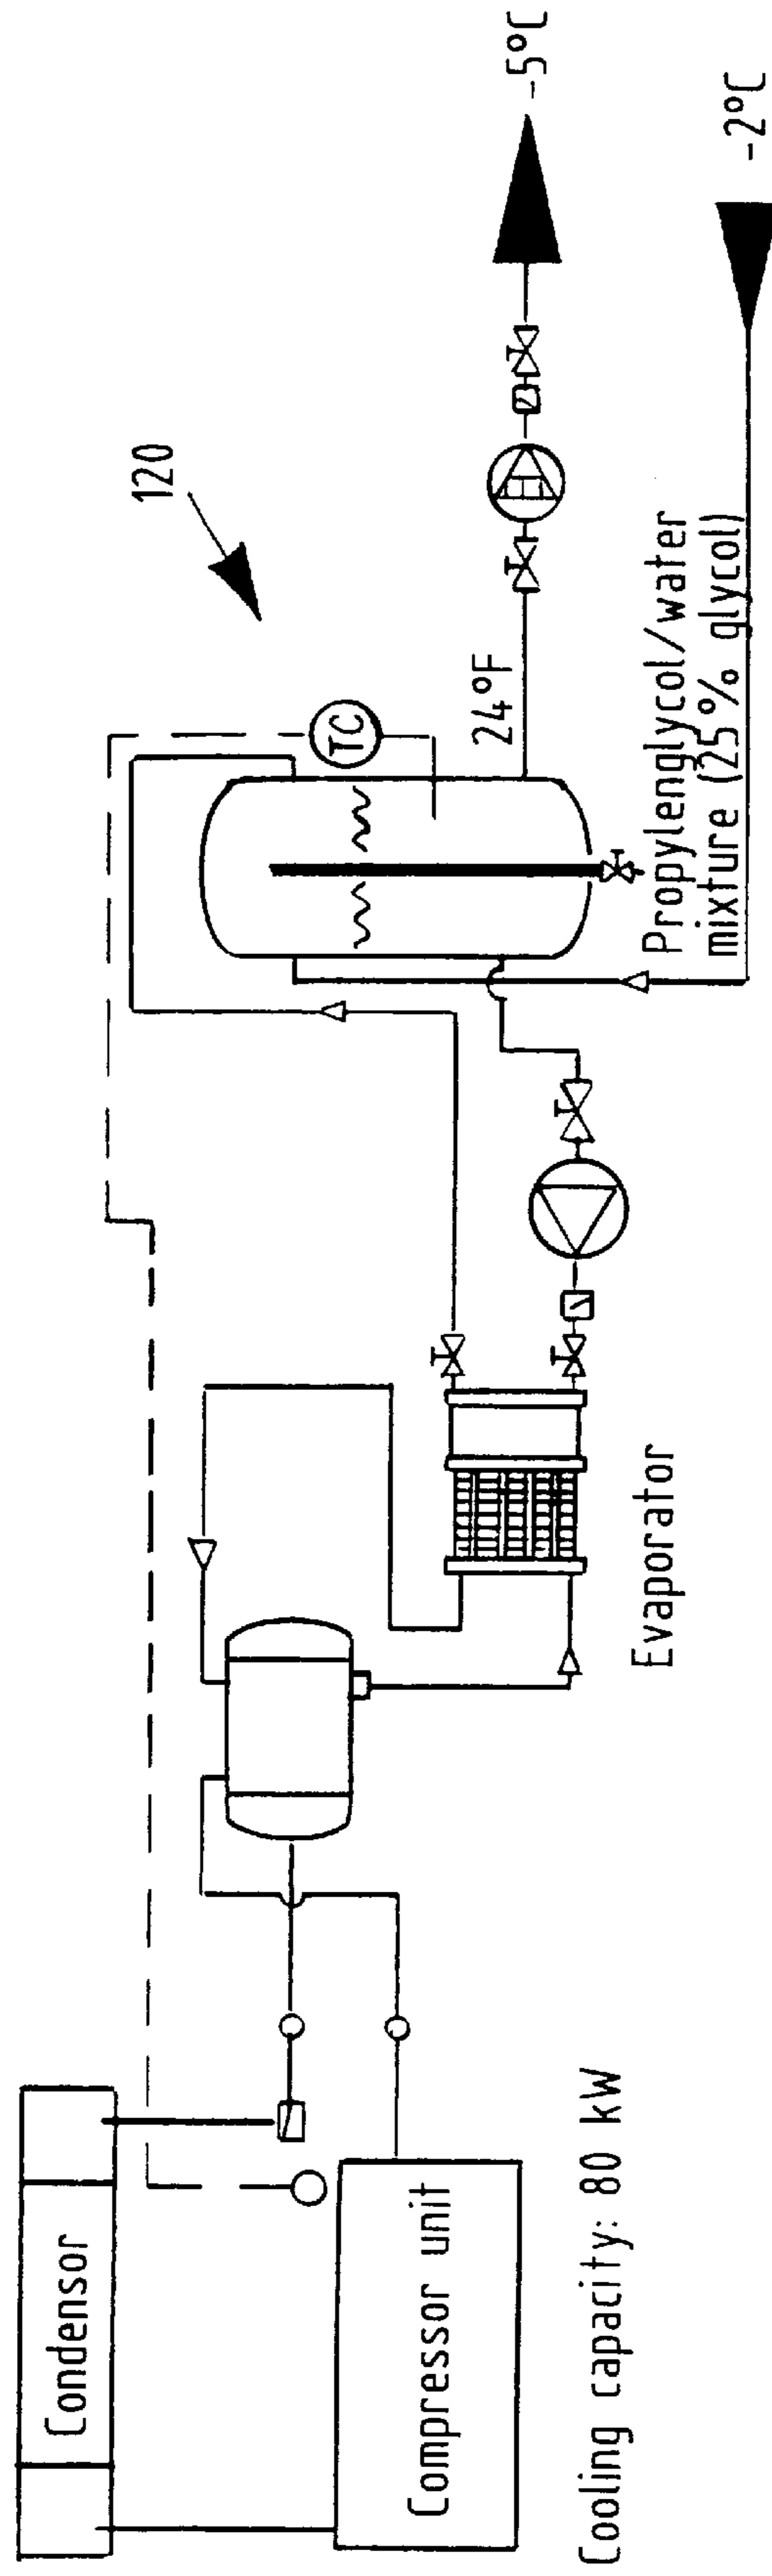 Condensor
Compressor unit
Cooling capacity: 80 kW
Evaporator
120
TC
24°F
Propylenglycol/water
mixture (25% glycol)
-5°C
-2°C